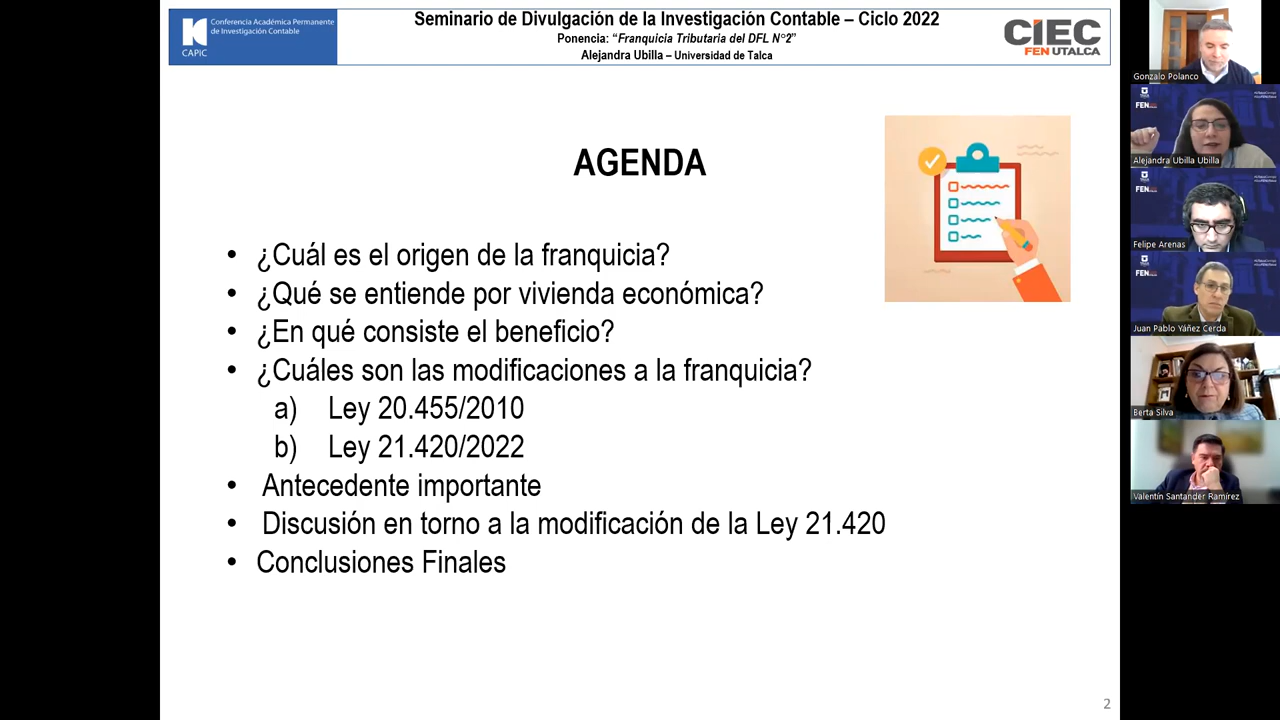 Conferencia Académica Permanente
de Investigación Contable
CAPIC
Seminario de Divulgación de la Investigación Contable – Ciclo 2022
Ponencia: “Franquicia Tributaria del DFL N°2”
Alejandra Ubilla – Universidad de Talca
CIEC
FEN UTALCA
AGENDA
• ¿Cuál es el origen de la franquicia?
• ¿Qué se entiende por vivienda económica?
• ¿En qué consiste el beneficio?
• ¿Cuáles son las modificaciones a la franquicia?
a) Ley 20.455/2010
b) Ley 21.420/2022
• Antecedente importante
• Discusión en torno a la modificación de la Ley 21.420
• Conclusiones Finales
2
Gonzalo Polanco
FEN
Alejandra Ubilla Ubilla
FEN
Felipe Arenas
FEN
Juan Pablo Yáñez Cerda
Berta Silva
Valentín Santander Ramírez